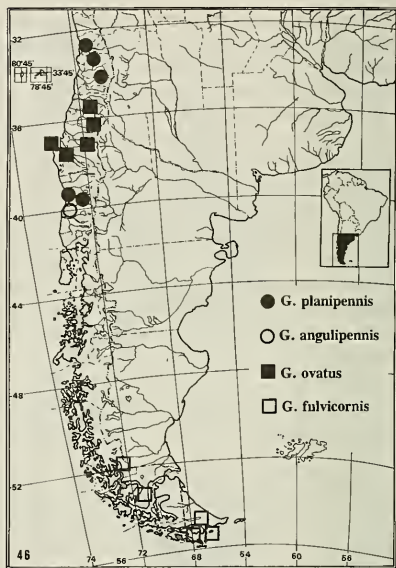 32
80°45'
33°45'
78°45'
36
40
● G. planipennis
○ G. angulipennis
44
■ G. ovatus
□ G. fulvicornis
48
52
46
74 56 72 68 64 60 56